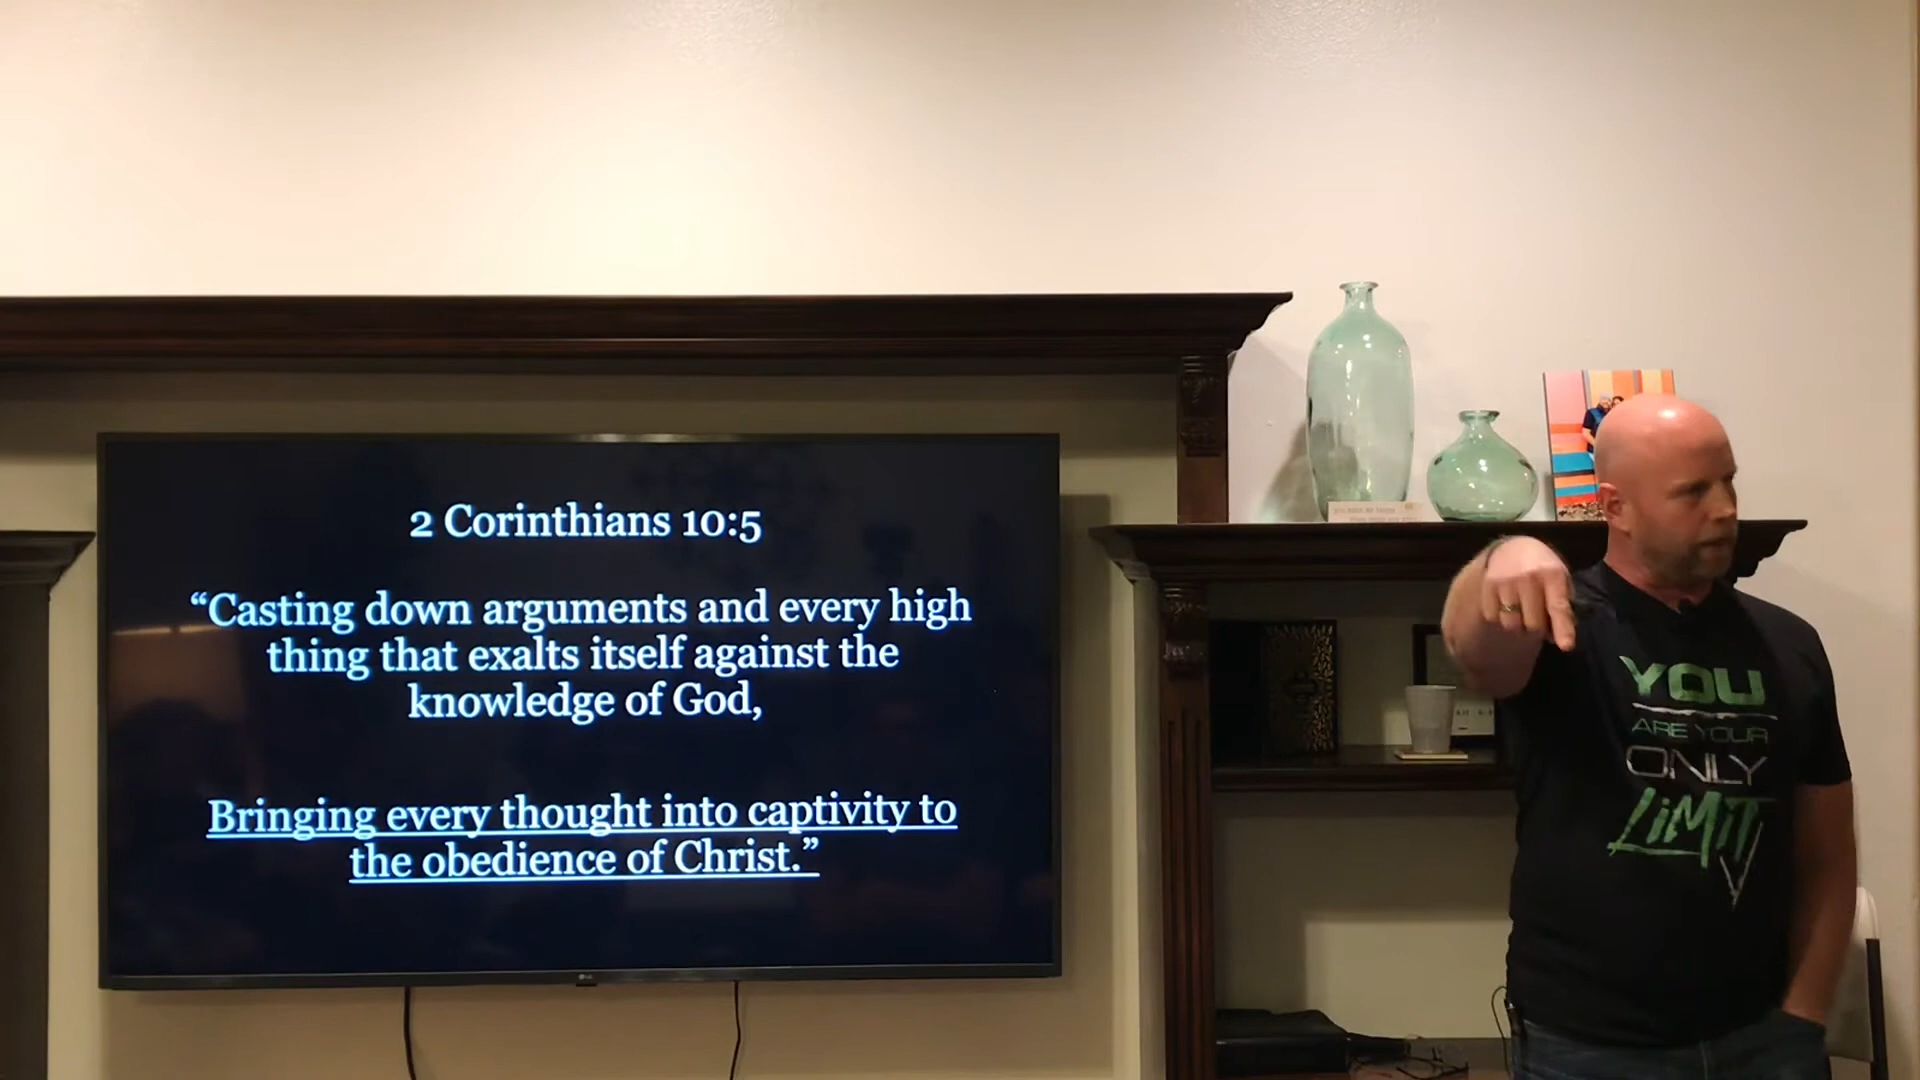 2 Corinthians 10:5
“Casting down arguments and every high
thing that exalts itself against the
knowledge of God,
Bringing every thought into captivity to
the obedience of Christ.”
LG
YOU
ARE YOUR
ONLY
LiMiT